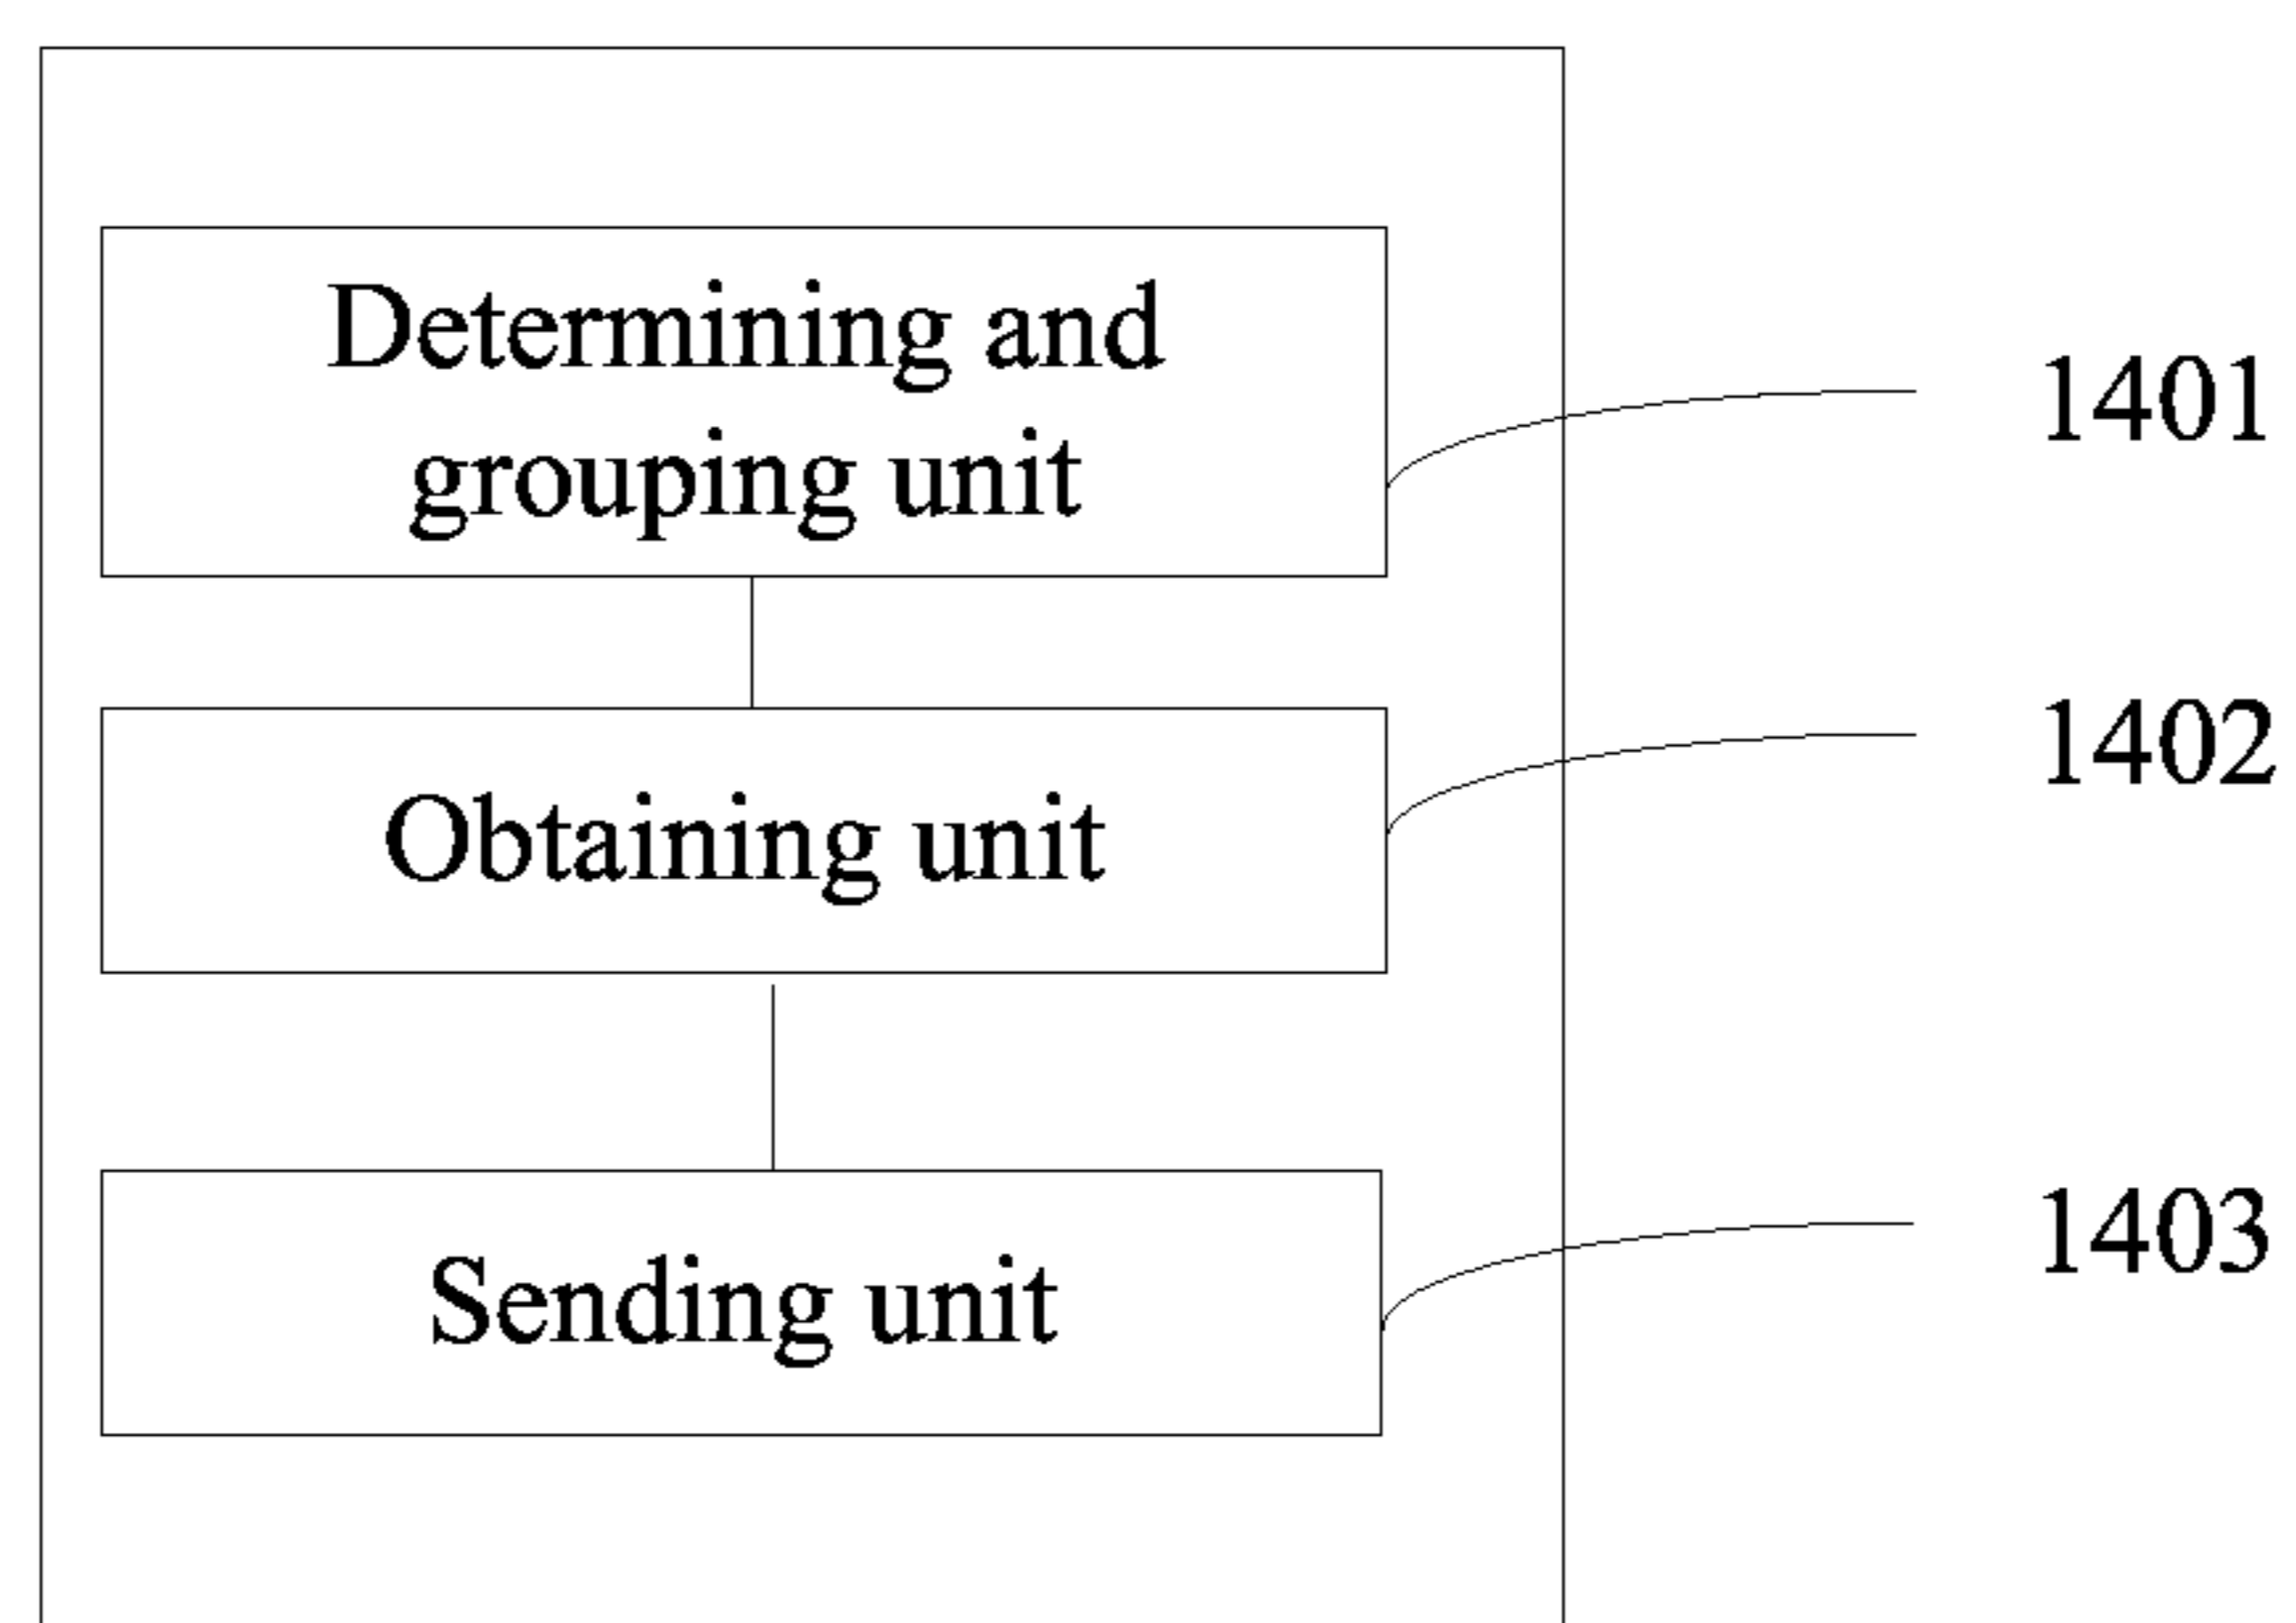 Determining and
grouping unit
1401
Obtaining unit
1402
Sending unit
1403